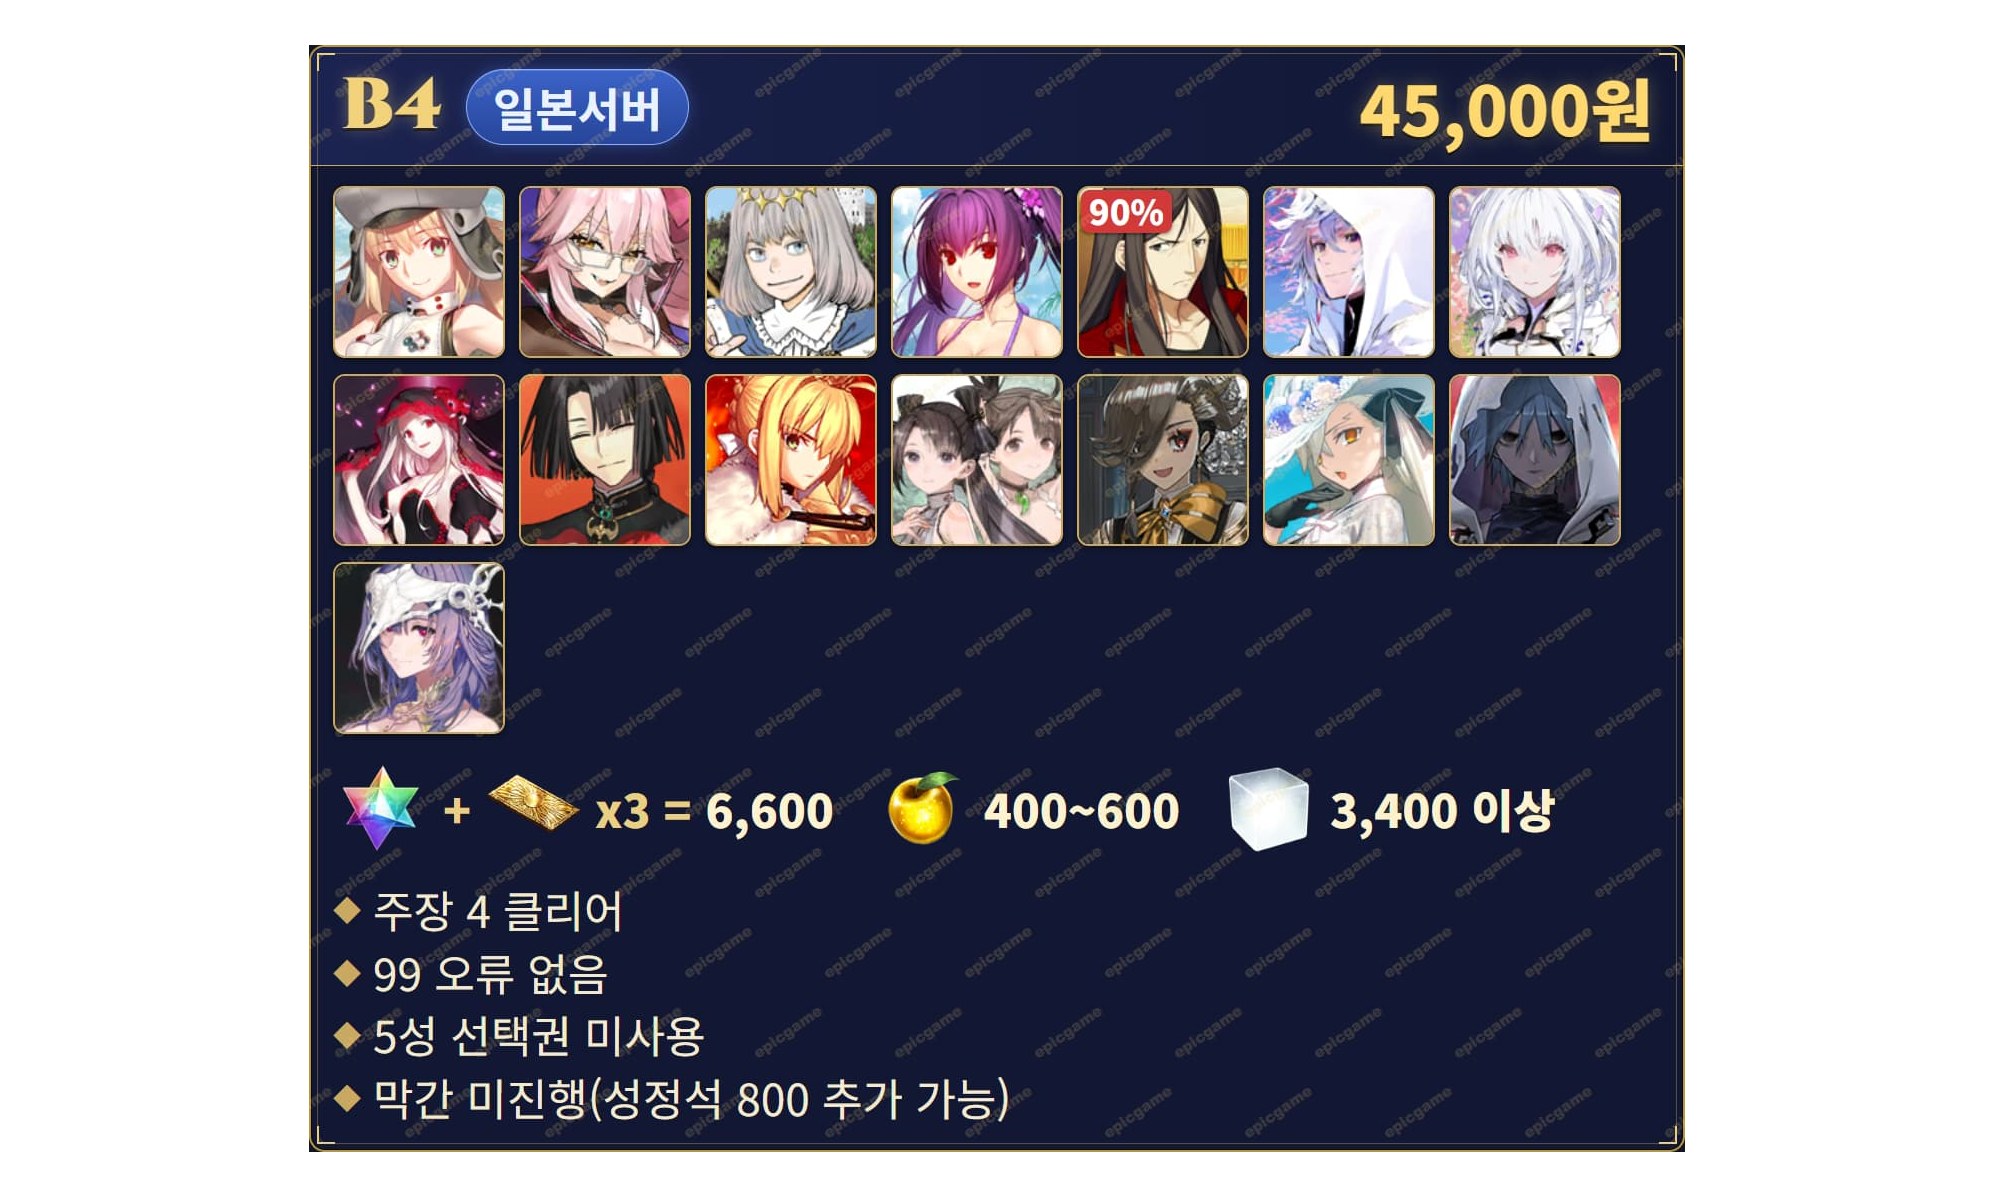 B4 일본서버 45,000원
90%
+ x3 = 6,600 400~600 3,400 이상
주장 4 클리어
99 오류 없음
5성 선택권 미사용
막간 미진행(성정석 800 추가 가능)
epicgame